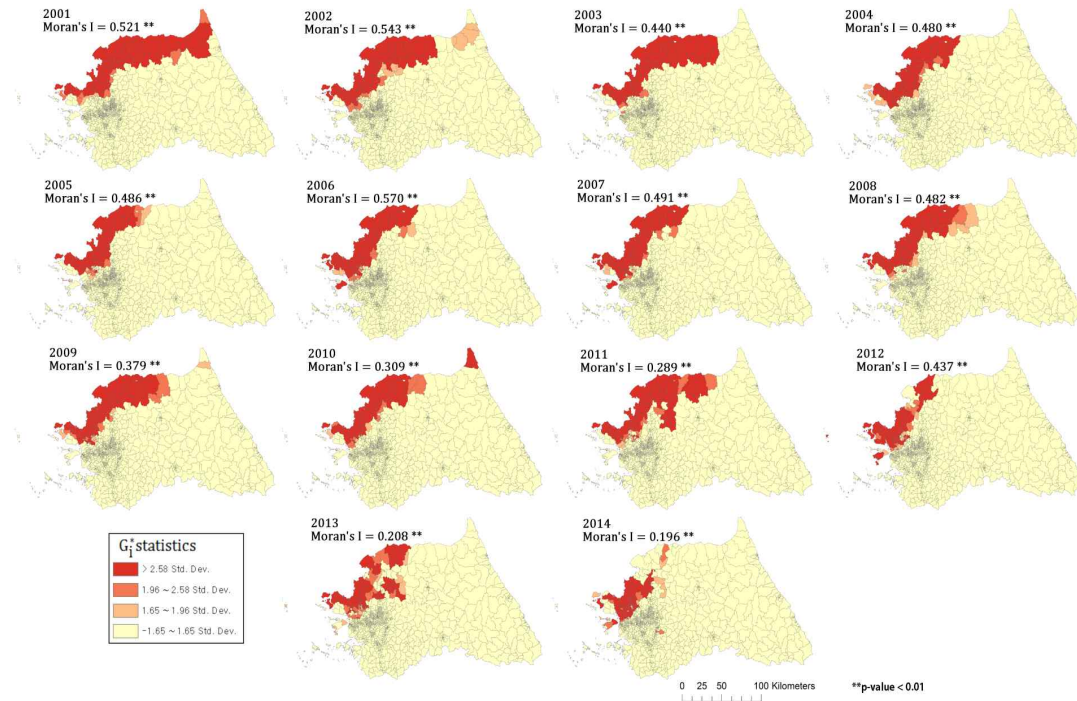 2001
Moran's I = 0.521 **
2002
Moran's I = 0.543 **
2003
Moran's I = 0.440 **
2004
Moran's I = 0.480 **
2005
Moran's I = 0.486 **
2006
Moran's I = 0.570 **
2007
Moran's I = 0.491 **
2008
Moran's I = 0.482 **
2009
Moran's I = 0.379 **
2010
Moran's I = 0.309 **
2011
Moran's I = 0.289 **
2012
Moran's I = 0.437 **
2013
Moran's I = 0.208 **
2014
Moran's I = 0.196 **
G*i statistics
> 2.58 Std. Dev.
1.96 ~ 2.58 Std. Dev.
1.65 ~ 1.96 Std. Dev.
-1.65 ~ 1.65 Std. Dev.
0 25 50 100 Kilometers
**p-value < 0.01